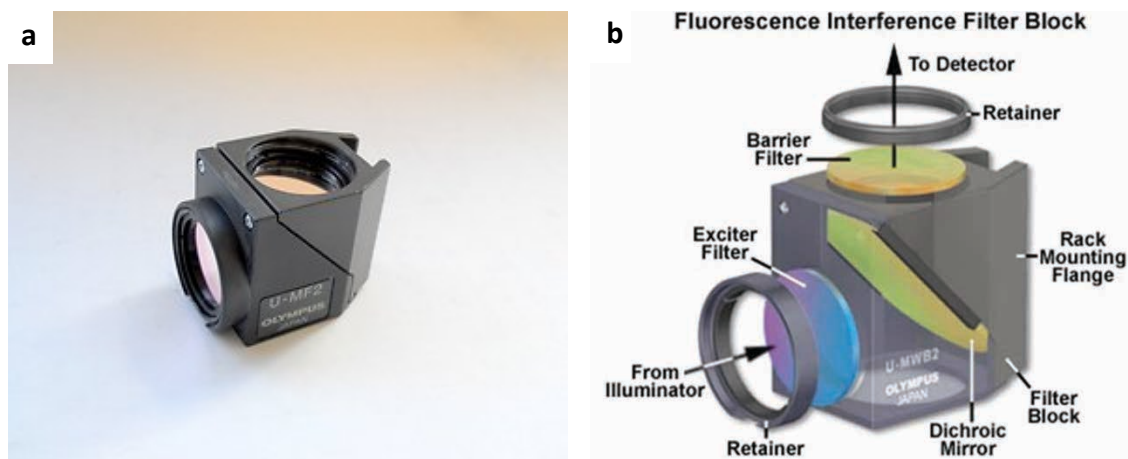 a
U-MF2
OLYMPUS
JAPAN
b
Fluorescence Interference Filter Block
To Detector
Retainer
Barrier
Filter
Exciter
Filter
Rack
Mounting
Flange
From
Illuminator
U-MWB2
OLYMPUS
JAPAN
Filter
Block
Retainer
Dichroic
Mirror